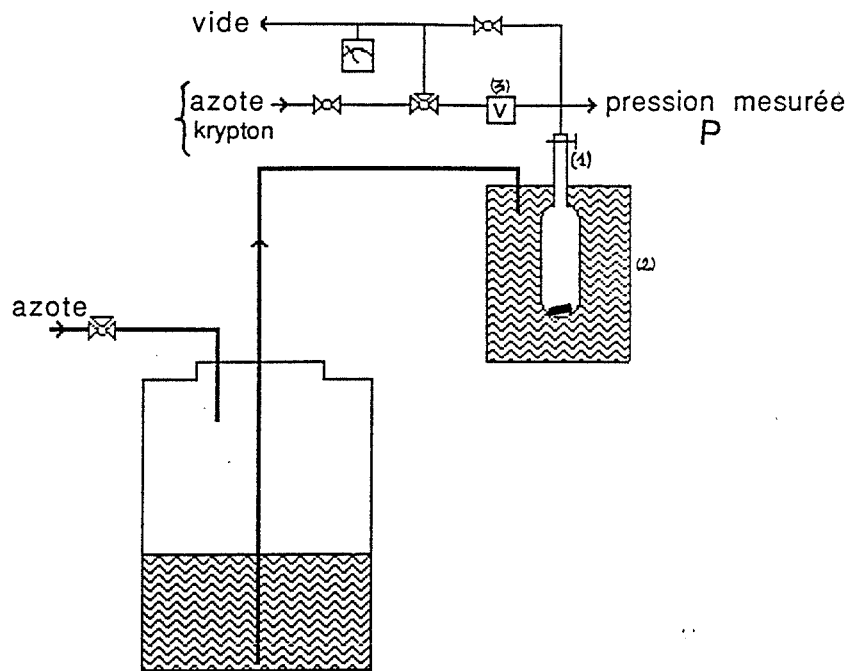 vide
(3)
azote
krypton
V
pression mesurée
P
(1)
(2)
azote